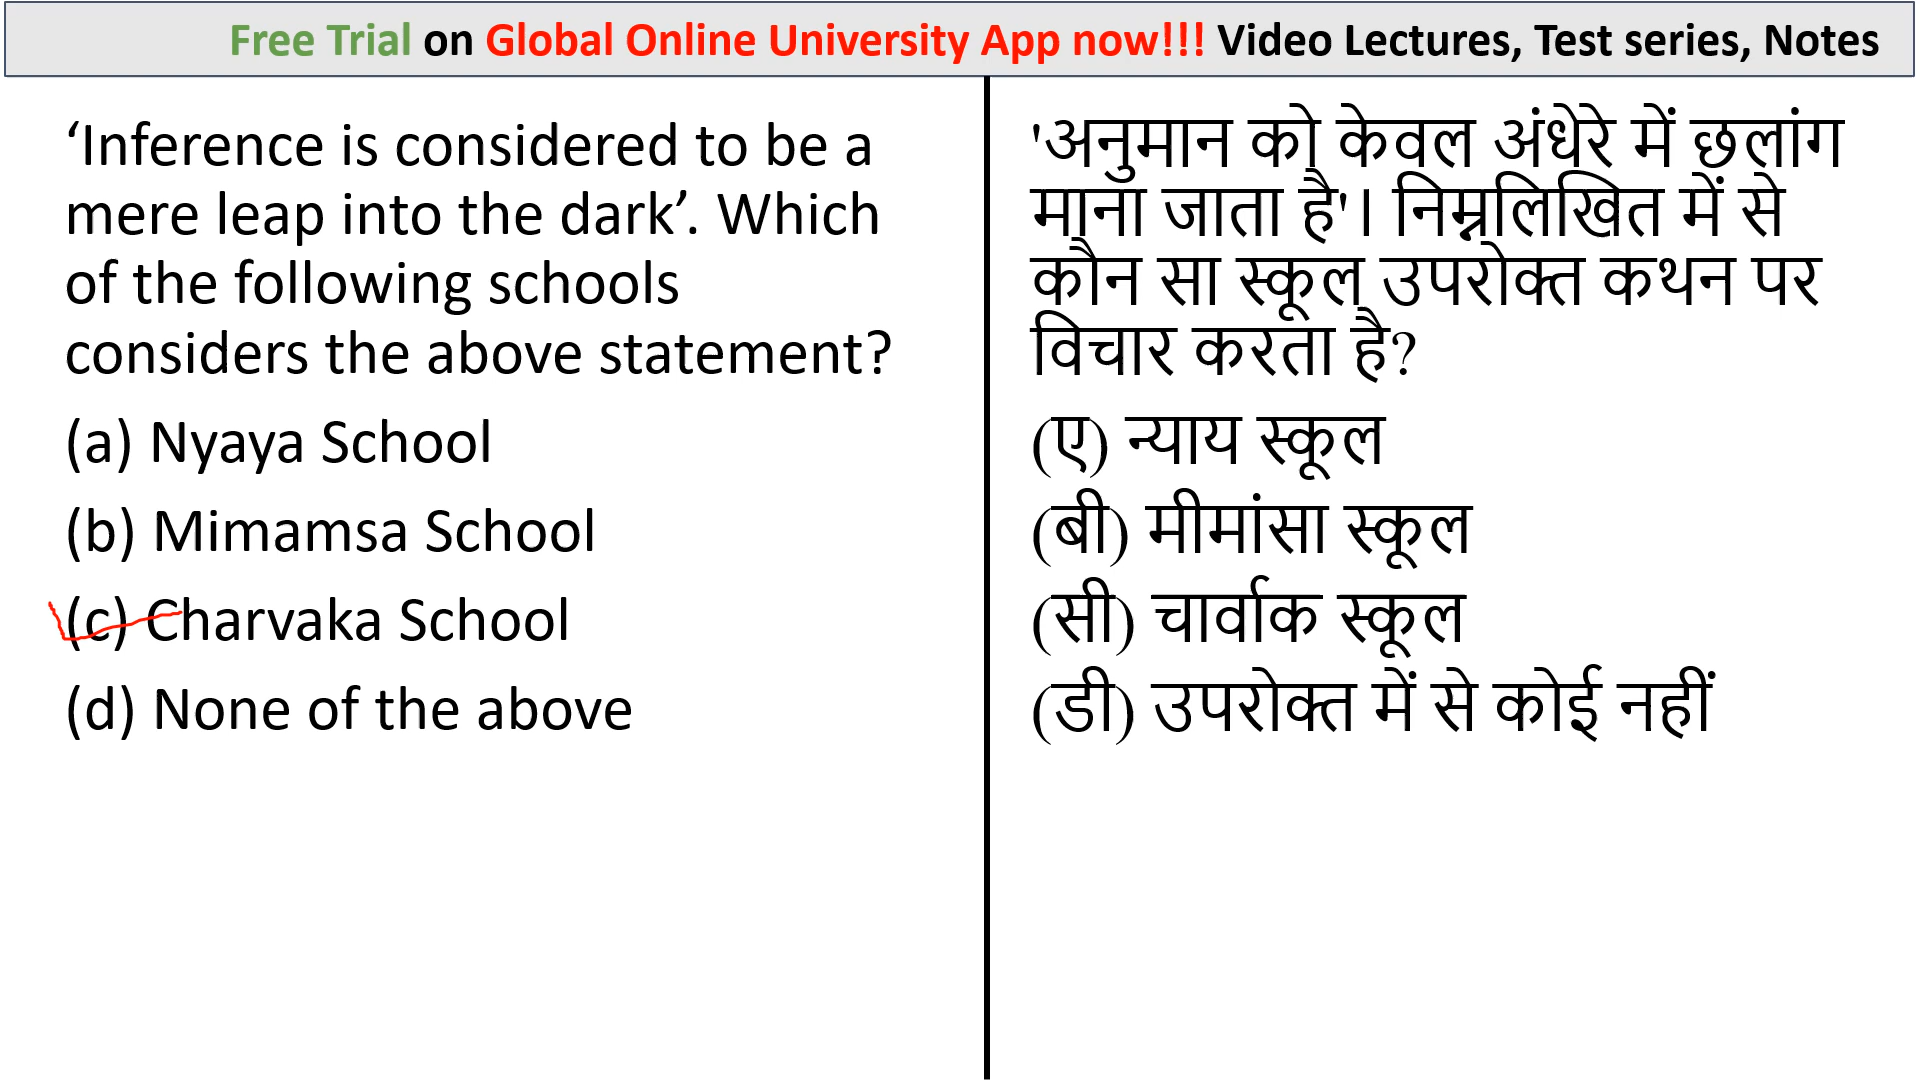 Free Trial on Global Online University App now!!! Video Lectures, Test series, Notes
‘Inference is considered to be a
mere leap into the dark’. Which
of the following schools
considers the above statement?
(a) Nyaya School
(b) Mimamsa School
(c) Charvaka School
(d) None of the above
'अनुमान को केवल अंधेरे में छलांग
माना जाता है'। निम्नलिखित में से
कौन सा स्कूल उपरोक्त कथन पर
विचार करता है?
(ए) न्याय स्कूल
(बी) मीमांसा स्कूल
(सी) चार्वाक स्कूल
(डी) उपरोक्त में से कोई नहीं